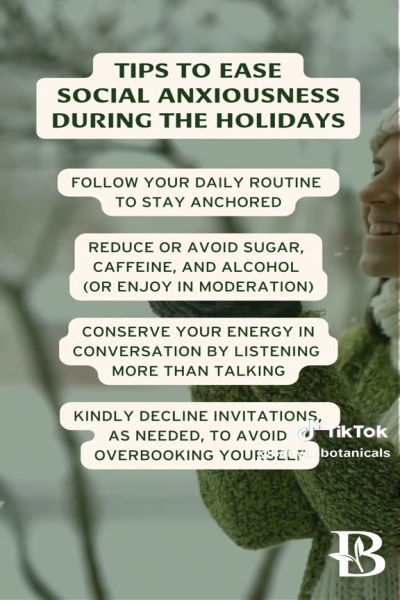 TIPS TO EASE
SOCIAL ANXIOUSNESS
DURING THE HOLIDAYS
FOLLOW YOUR DAILY ROUTINE
TO STAY ANCHORED
REDUCE OR AVOID SUGAR,
CAFFEINE, AND ALCOHOL
(OR ENJOY IN MODERATION)
CONSERVE YOUR ENERGY IN
CONVERSATION BY LISTENING
MORE THAN TALKING
KINDLY DECLINE INVITATIONS,
AS NEEDED, TO AVOID
OVERBOOKING YOURSELF
TikTok
B